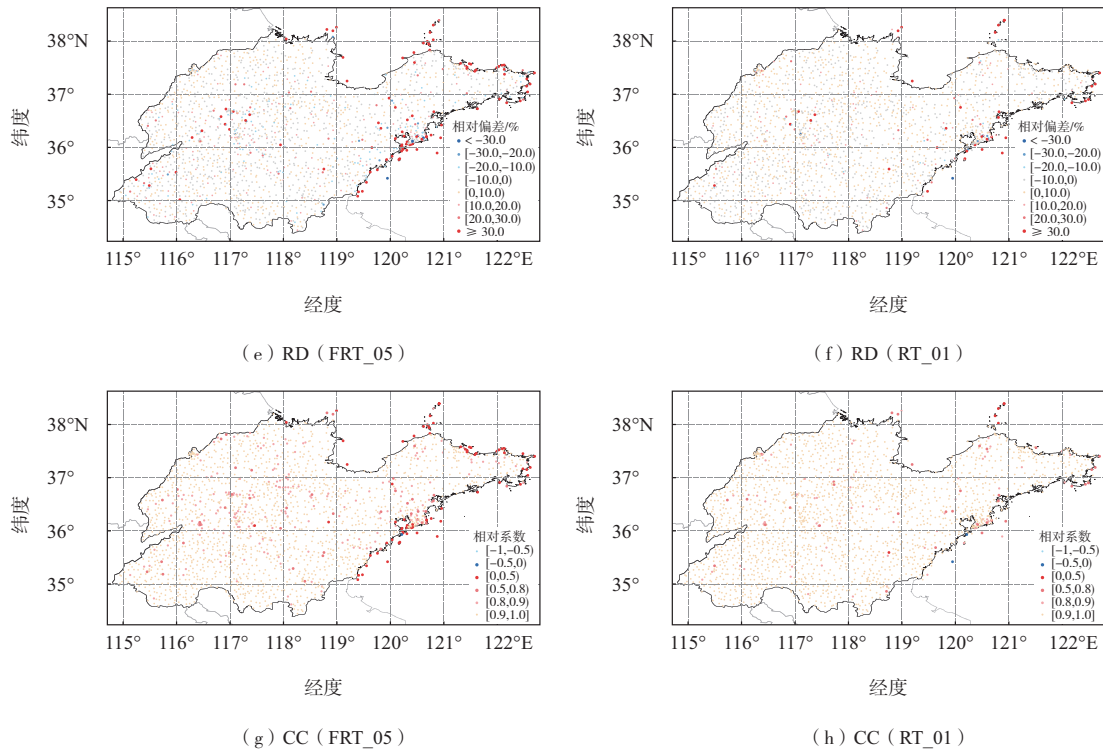 38°N
37°
36°
35°
纬度
相对偏差/%
< −30.0
[−30.0,−20.0)
[−20.0,−10.0)
[−10.0,0)
[0,10.0)
[10.0,20.0)
[20.0,30.0)
≥ 30.0
115° 116° 117° 118° 119° 120° 121° 122°E
经度
(e)RD(FRT_05)
38°N
37°
36°
35°
纬度
相对偏差/%
< −30.0
[−30.0,−20.0)
[−20.0,−10.0)
[−10.0,0)
[0,10.0)
[10.0,20.0)
[20.0,30.0)
≥ 30.0
115° 116° 117° 118° 119° 120° 121° 122°E
经度
(f)RD(RT_01)
38°N
37°
36°
35°
纬度
相对系数
[−1,−0.5)
[−0.5,0)
[0,0.5)
[0.5,0.8)
[0.8,0.9)
[0.9,1.0]
115° 116° 117° 118° 119° 120° 121° 122°E
经度
(g)CC(FRT_05)
38°N
37°
36°
35°
纬度
相对系数
[−1,−0.5)
[−0.5,0)
[0,0.5)
[0.5,0.8)
[0.8,0.9)
[0.9,1.0]
115° 116° 117° 118° 119° 120° 121° 122°E
经度
(h)CC(RT_01)